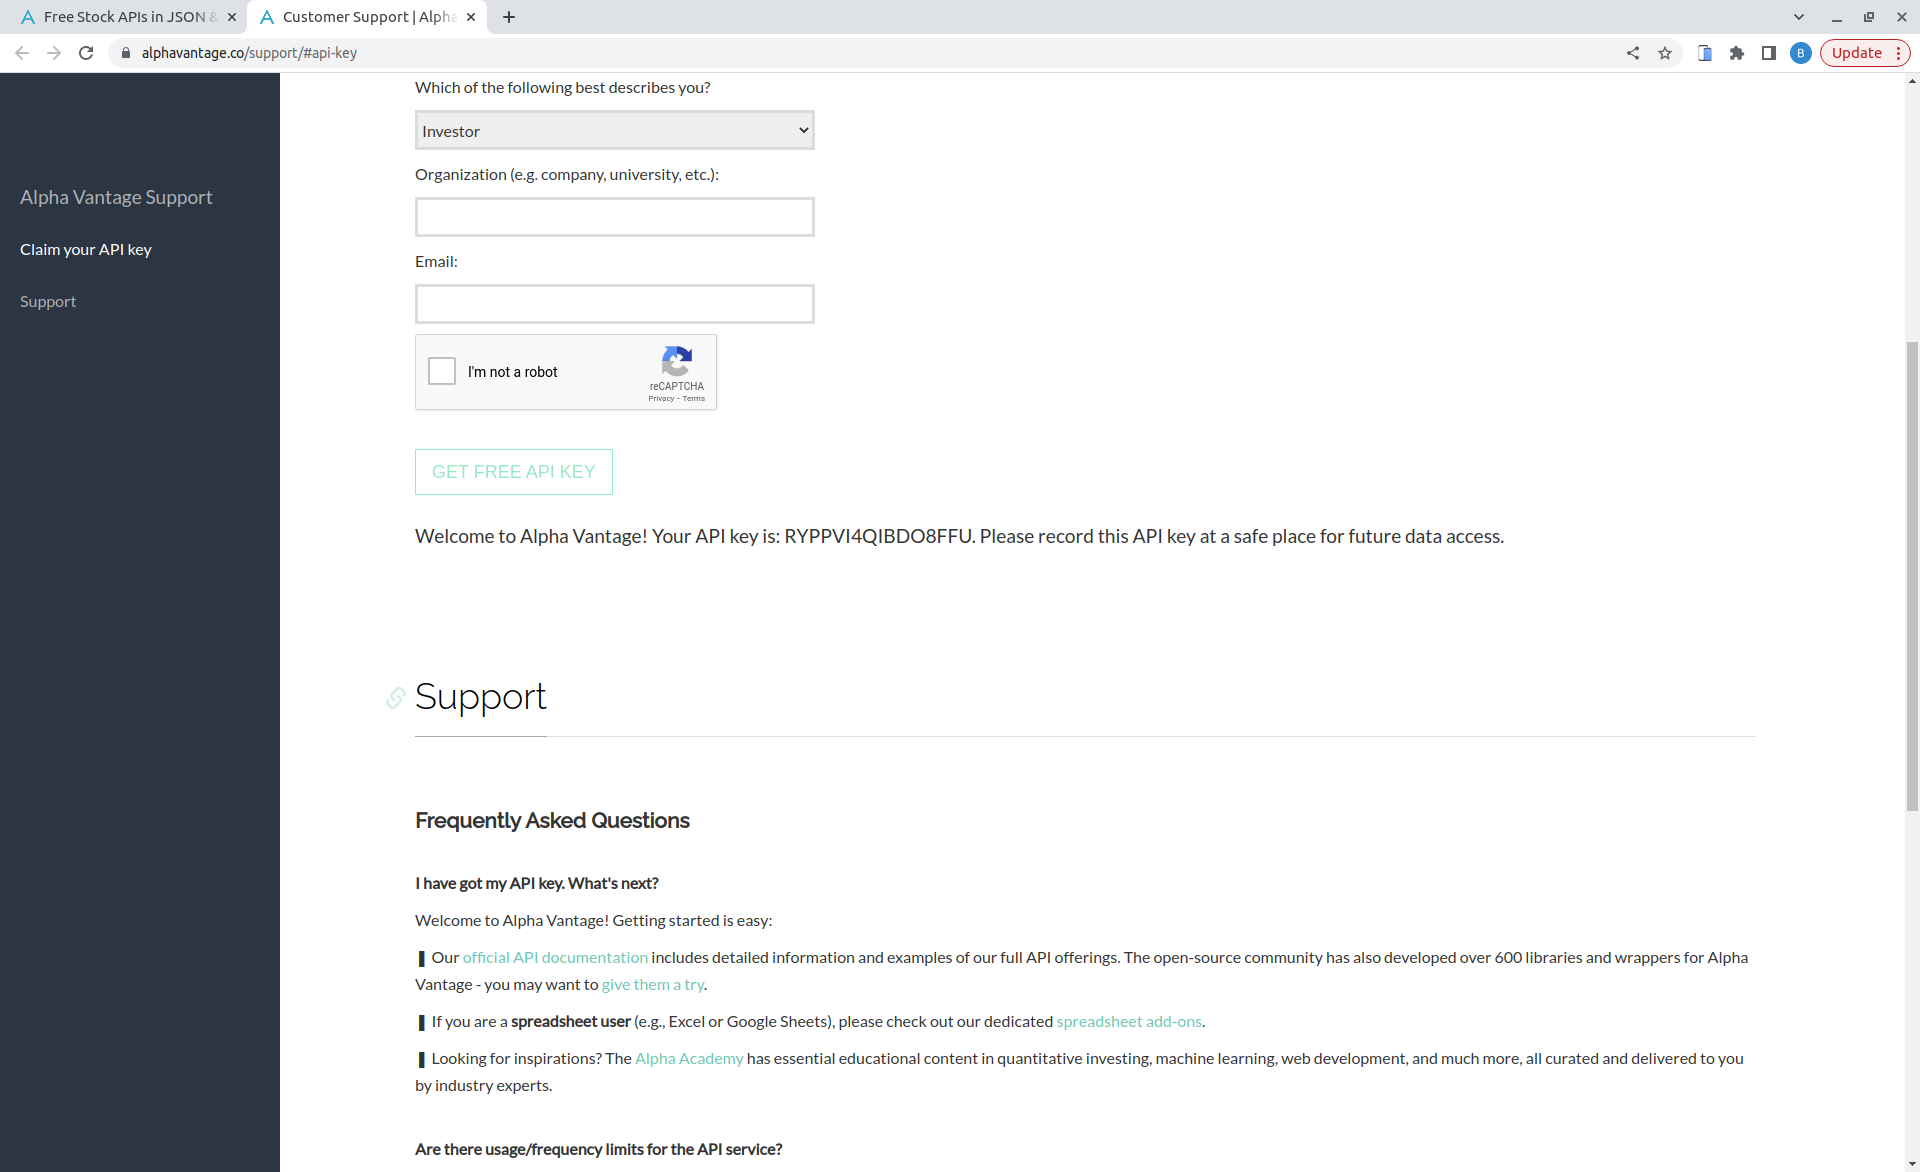 Free Stock APIs in JSON &
Customer Support | Alpha
alphavantage.co/support/#api-key
B
Update
Alpha Vantage Support
Claim your API key
Support
Which of the following best describes you?
Investor
Organization (e.g. company, university, etc.):
Email:
I'm not a robot
reCAPTCHA
Privacy - Terms
GET FREE API KEY
Welcome to Alpha Vantage! Your API key is: RYPPVI4QIBDO8FFU. Please record this API key at a safe place for future data access.
Support
Frequently Asked Questions
I have got my API key. What's next?
Welcome to Alpha Vantage! Getting started is easy:
❚ Our official API documentation includes detailed information and examples of our full API offerings. The open-source community has also developed over 600 libraries and wrappers for Alpha
Vantage - you may want to give them a try.
❚ If you are a spreadsheet user (e.g., Excel or Google Sheets), please check out our dedicated spreadsheet add-ons.
❚ Looking for inspirations? The Alpha Academy has essential educational content in quantitative investing, machine learning, web development, and much more, all curated and delivered to you
by industry experts.
Are there usage/frequency limits for the API service?